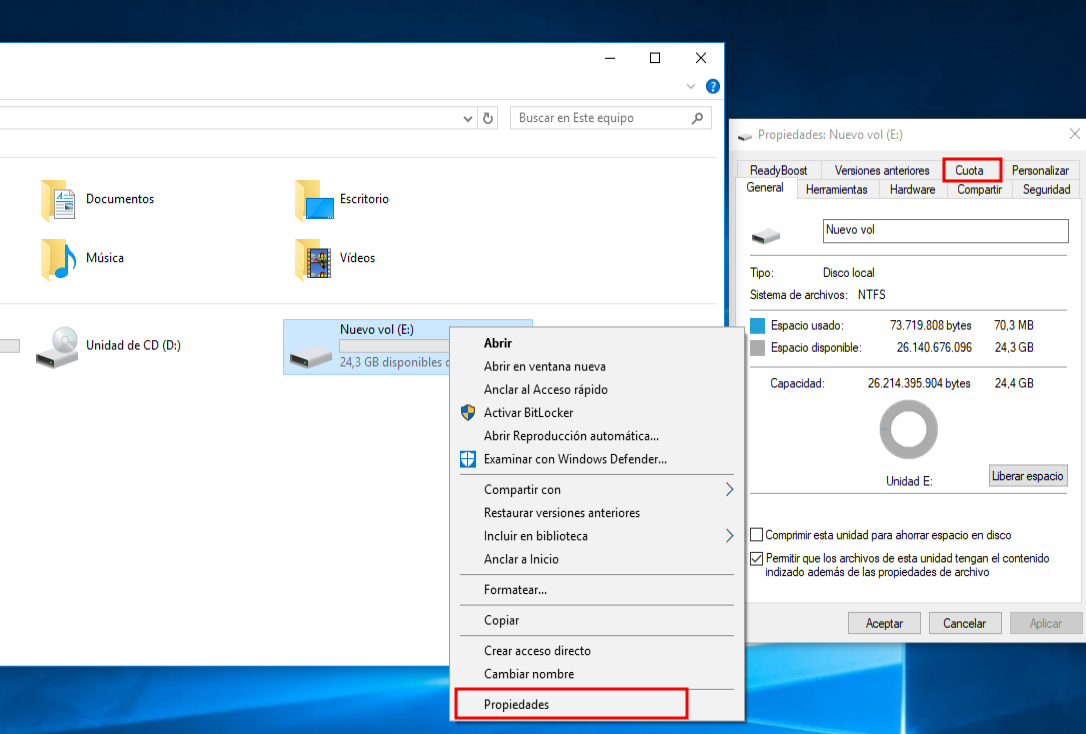 ?
Buscar en Este equipo
Documentos
Escritorio
Música
Vídeos
Unidad de CD (D:)
Nuevo vol (E:)
24,3 GB disponibles
Abrir
Abrir en ventana nueva
Anclar al Acceso rápido
Activar BitLocker
Abrir Reproducción automática...
Examinar con Windows Defender...
Compartir con
Restaurar versiones anteriores
Incluir en biblioteca
Anclar a Inicio
Formatear...
Copiar
Crear acceso directo
Cambiar nombre
Propiedades
Propiedades: Nuevo vol (E:)
ReadyBoost Versiones anteriores Cuota Personalizar
General Herramientas Hardware Compartir Seguridad
Nuevo vol
Tipo: Disco local
Sistema de archivos: NTFS
Espacio usado: 73.719.808 bytes 70,3 MB
Espacio disponible: 26.140.676.096 24,3 GB
Capacidad: 26.214.395.904 bytes 24,4 GB
Unidad E:
Liberar espacio
Comprimir esta unidad para ahorrar espacio en disco
Permitir que los archivos de esta unidad tengan el contenido
indizado además de las propiedades de archivo
Aceptar Cancelar Aplicar